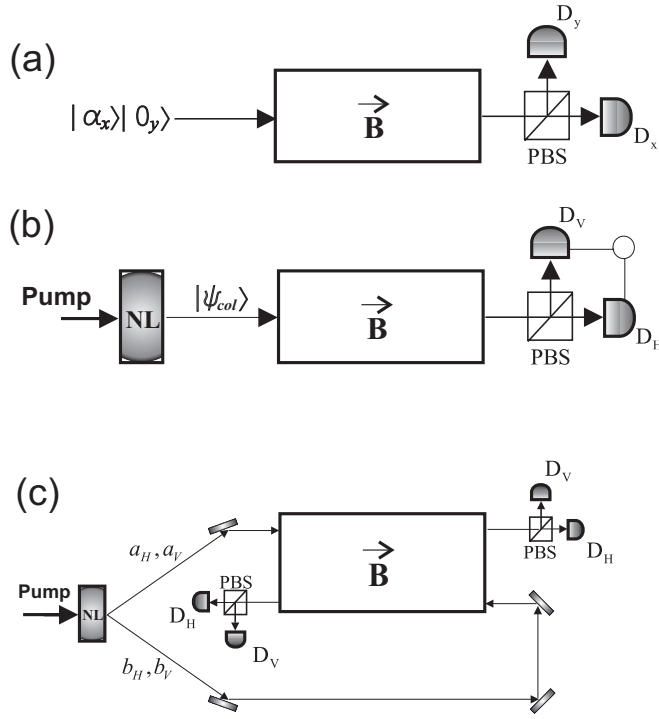 (a)
D_y
|α_x⟩|0_y⟩
B⃗
PBS
D_x
(b)
D_V
Pump
NL
|ψ_col⟩
B⃗
PBS
D_H
(c)
D_V
a_H, a_V
B⃗
PBS
D_H
Pump
NL
PBS
D_H
D_V
b_H, b_V